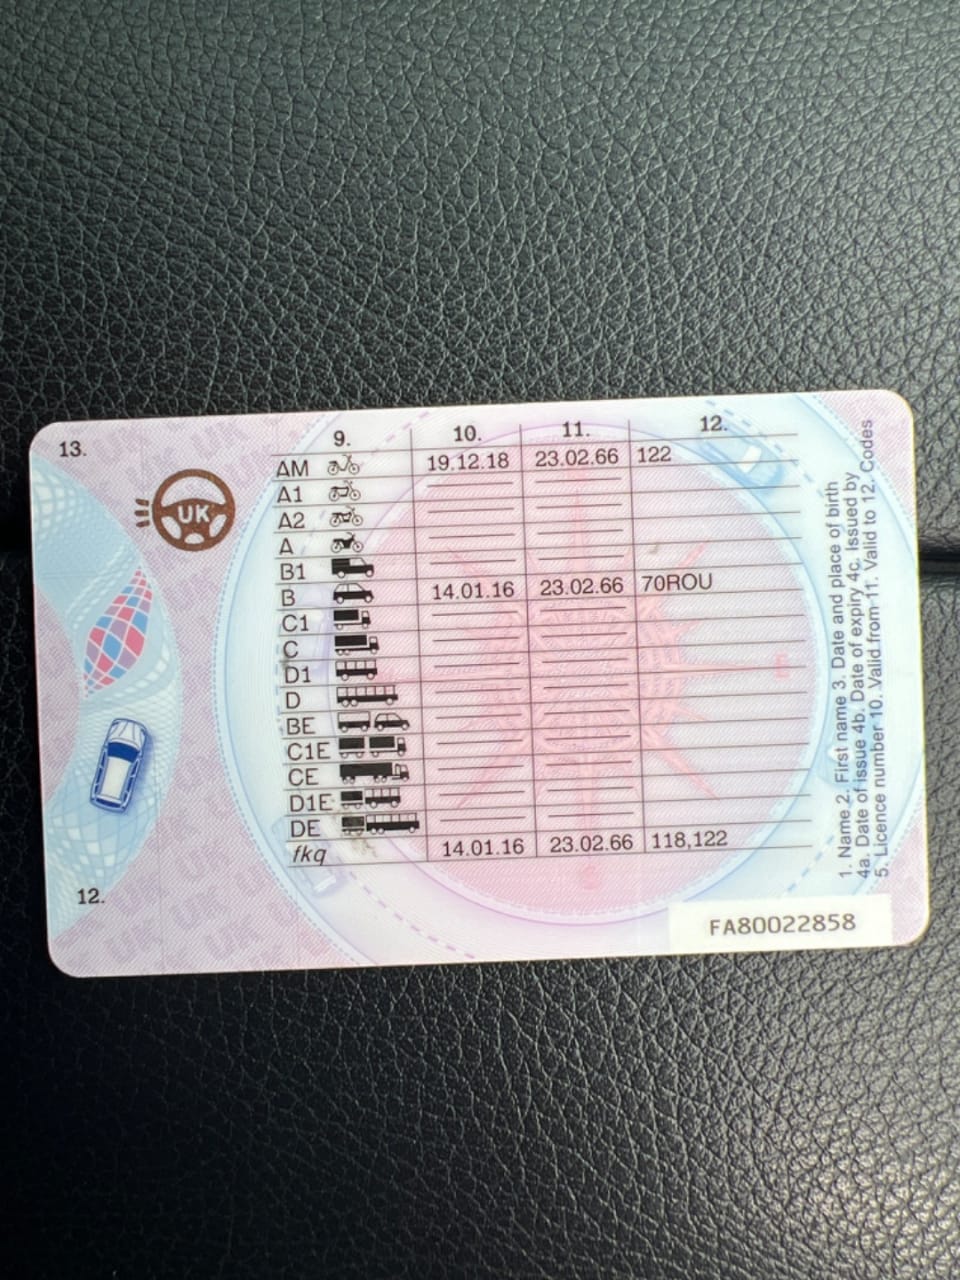 13.
UK
9. 10. 11. 12.
AM 19.12.18 23.02.66 122
A1
A2
A
B1
B 14.01.16 23.02.66 70ROU
C1
C
D1
D
BE
C1E
CE
D1E
DE
fkq 14.01.16 23.02.66 118,122
12.
1. Name 2. First name 3. Date and place of birth
4a. Date of issue 4b. Date of expiry 4c. Issued by
5. Licence number 10. Valid from 11. Valid to 12. Codes
FA80022858